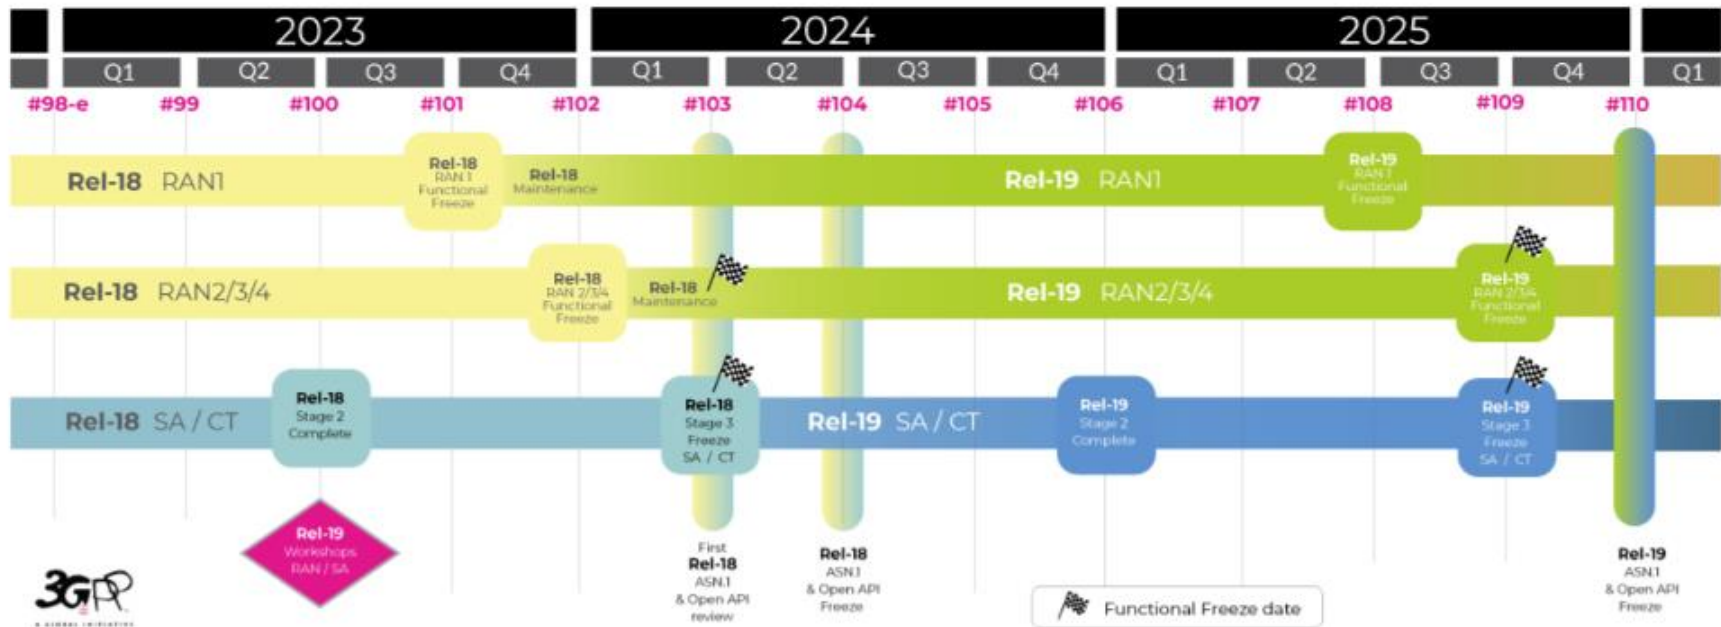 2023
2024
2025
Q1
Q2
Q3
Q4
Q1
Q2
Q3
Q4
Q1
Q2
Q3
Q4
Q1
#98-e
#99
#100
#101
#102
#103
#104
#105
#106
#107
#108
#109
#110
Rel-18 RAN1
Rel-18
RAN 1
Functional
Freeze
Rel-18
Maintenance
Rel-19 RAN1
Rel-19
RAN 1
Functional
Freeze
Rel-18 RAN2/3/4
Rel-18
RAN 2/3/4
Functional
Freeze
Rel-18
Maintenance
Rel-19 RAN2/3/4
Rel-19
RAN 2/3/4
Functional
Freeze
Rel-18 SA / CT
Rel-18
Stage 2
Complete
Rel-18
Stage 3
Freeze
SA / CT
Rel-19 SA / CT
Rel-19
Stage 2
Complete
Rel-19
Stage 3
Freeze
SA / CT
Rel-19
Workshops
RAN / SA
First
Rel-18
ASN.1
& Open API
review
Rel-18
ASN.1
& Open API
Freeze
Rel-19
ASN.1
& Open API
Freeze
3GPP
A GLOBAL INITIATIVE
Functional Freeze date